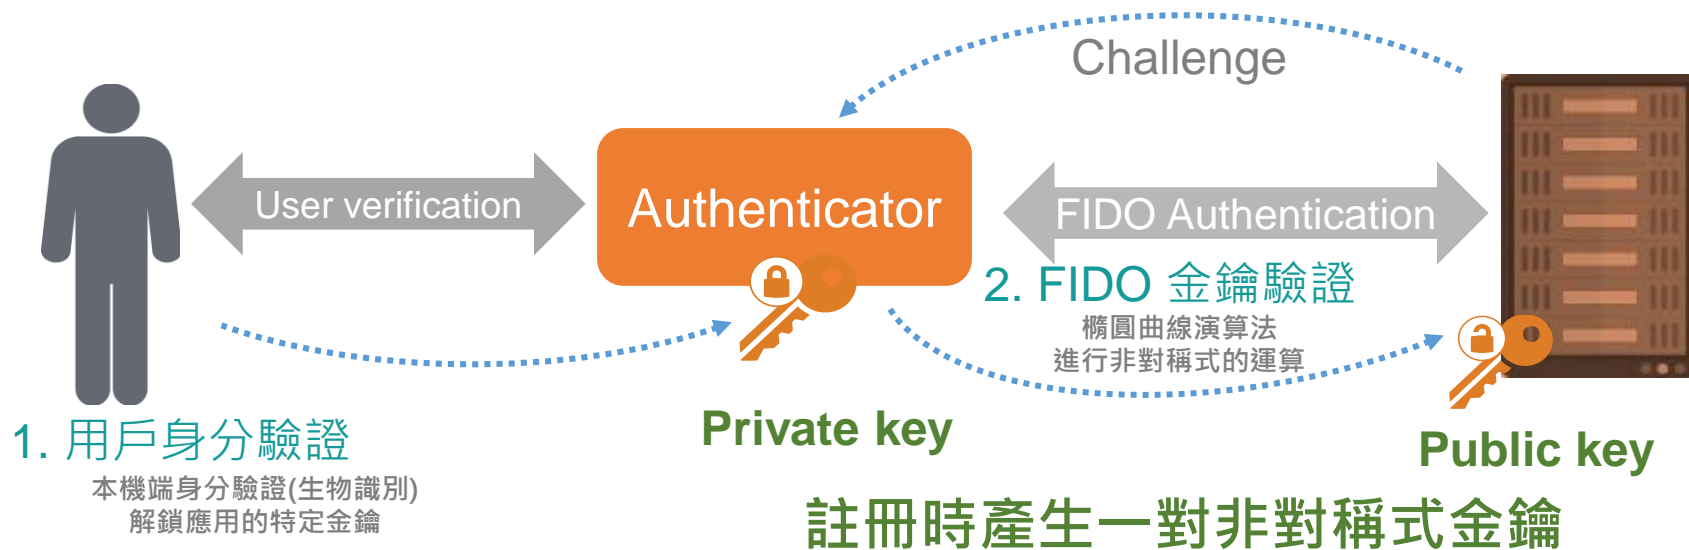 Challenge
User verification
Authenticator
FIDO Authentication
2. FIDO 金鑰驗證
橢圓曲線演算法
進行非對稱式的運算
1. 用戶身分驗證
本機端身分驗證(生物識別)
解鎖應用的特定金鑰
Private key
Public key
註冊時產生一對非對稱式金鑰